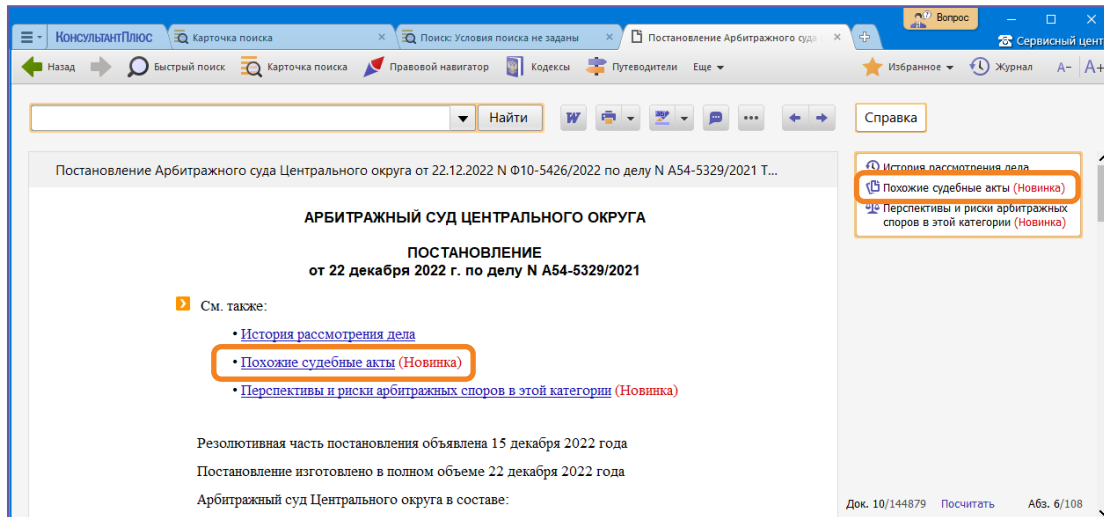 Вопрос
КонсультантПлюс
Карточка поиска
Поиск: Условия поиска не заданы
Постановление Арбитражного суда
Сервисный цент
Назад
Быстрый поиск
Карточка поиска
Правовой навигатор
Кодексы
Путеводители
Еще
Избранное
Журнал
A- A+
Найти
Справка
Постановление Арбитражного суда Центрального округа от 22.12.2022 N Ф10-5426/2022 по делу N А54-5329/2021 Т...
История рассмотрения дела
Похожие судебные акты (Новинка)
Перспективы и риски арбитражных
споров в этой категории (Новинка)
АРБИТРАЖНЫЙ СУД ЦЕНТРАЛЬНОГО ОКРУГА
ПОСТАНОВЛЕНИЕ
от 22 декабря 2022 г. по делу N А54-5329/2021
См. также:
• История рассмотрения дела
• Похожие судебные акты (Новинка)
• Перспективы и риски арбитражных споров в этой категории (Новинка)
Резолютивная часть постановления объявлена 15 декабря 2022 года
Постановление изготовлено в полном объеме 22 декабря 2022 года
Арбитражный суд Центрального округа в составе:
Док. 10/144879 Посчитать Абз. 6/108